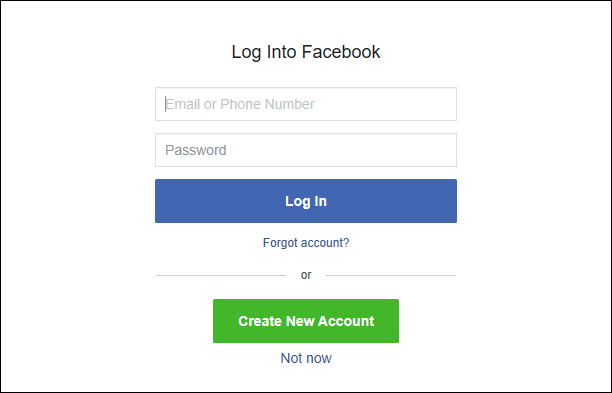 Log Into Facebook
Email or Phone Number
Password
Log In
Forgot account?
or
Create New Account
Not now